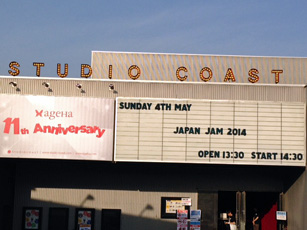 STUDIO COAST
ageHa
11th Anniversary
SUNDAY 4TH MAY
JAPAN JAM 2014
OPEN 13:30 START 14:30